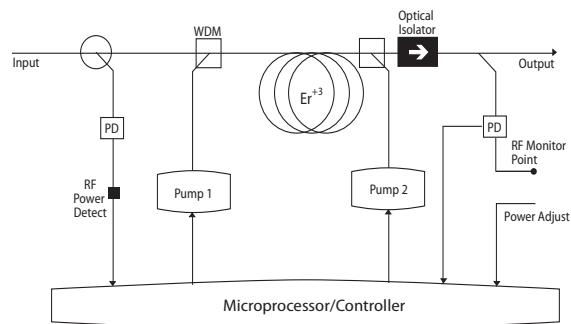 Optical
Isolator
WDM
Input
Er+3
Output
PD
PD
RF Monitor
Point
RF
Power
Detect
Pump 1
Pump 2
Power Adjust
Microprocessor/Controller